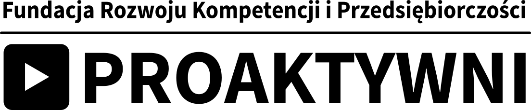 Fundacja Rozwoju Kompetencji i Przedsiębiorczości
PROAKTYWNI